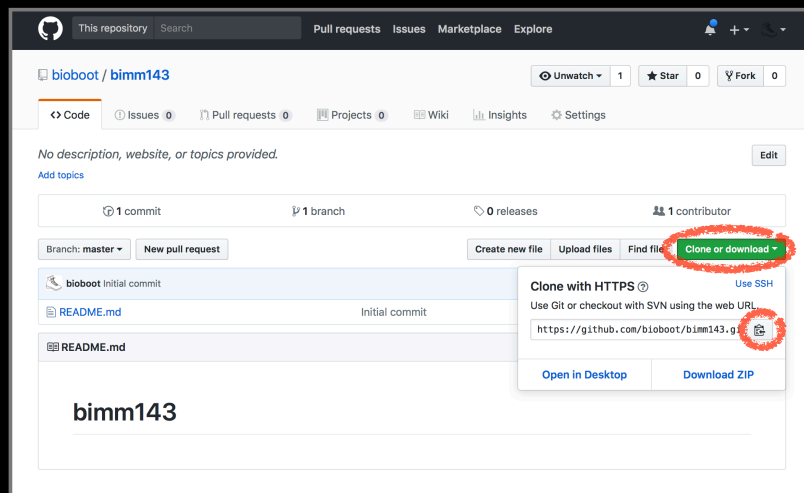 This repository Search Pull requests Issues Marketplace Explore
bioboot / bimm143 Unwatch 1 Star 0 Fork 0
Code Issues 0 Pull requests 0 Projects 0 Wiki Insights Settings
No description, website, or topics provided. Edit
Add topics
1 commit 1 branch 0 releases 1 contributor
Branch: master New pull request Create new file Upload files Find file Clone or download
bioboot Initial commit
Clone with HTTPS Use SSH
README.md Initial commit
Use Git or checkout with SVN using the web URL.
https://github.com/bioboot/bimm143.gi
README.md
Open in Desktop Download ZIP
bimm143